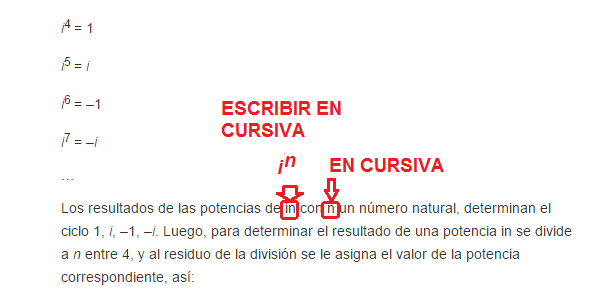 i⁴ = 1
i⁵ = i
i⁶ = –1
i⁷ = –i
ESCRIBIR EN
CURSIVA
iⁿ
EN CURSIVA
...
Los resultados de las potencias de in con n un número natural, determinan el
ciclo 1, i, –1, –i. Luego, para determinar el resultado de una potencia in se divide
a n entre 4, y al residuo de la división se le asigna el valor de la potencia
correspondiente, así: